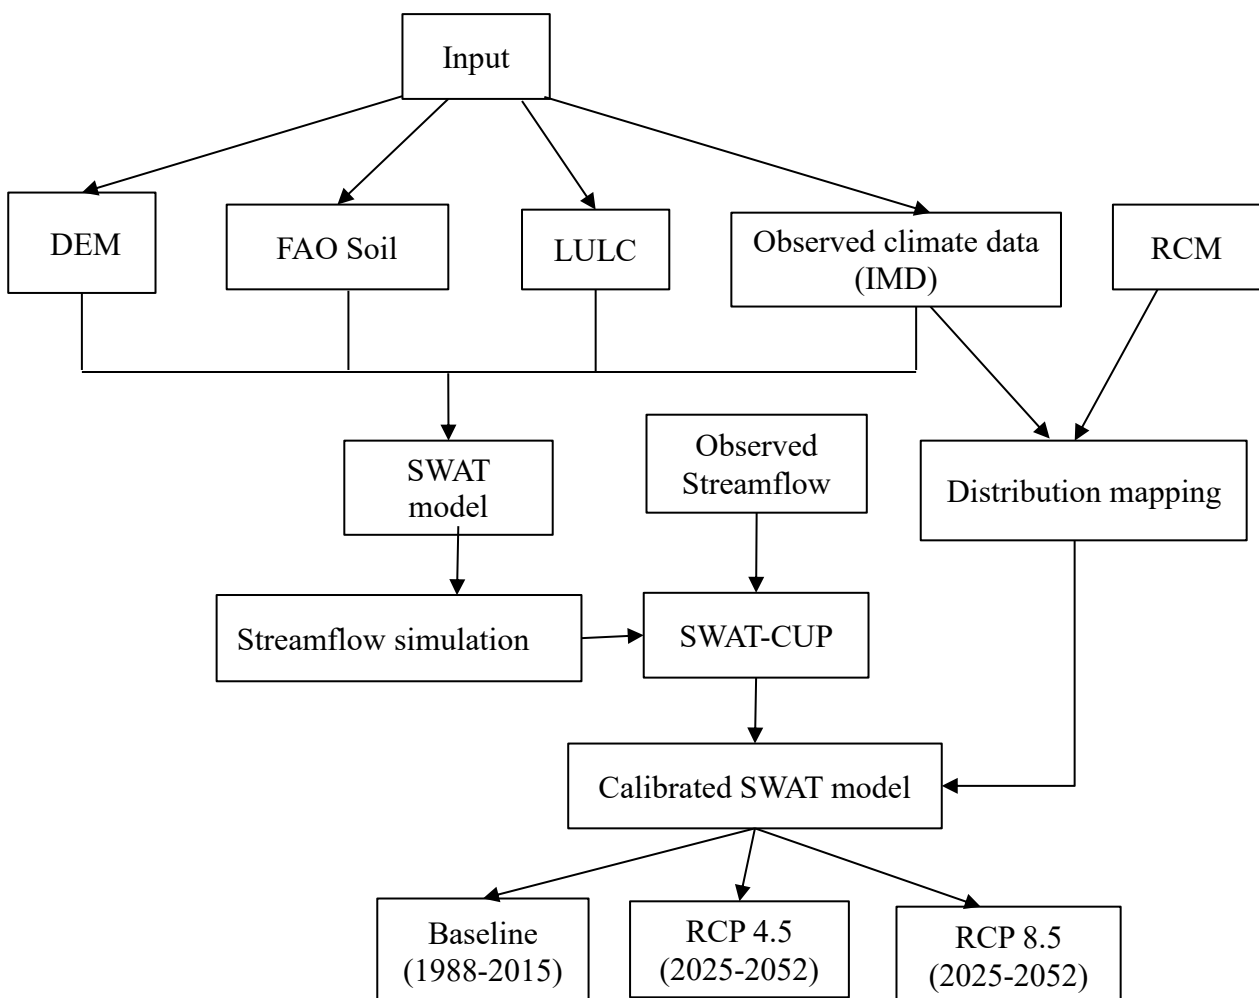 Input
DEM
FAO Soil
LULC
Observed climate data
(IMD)
RCM
SWAT
model
Observed
Streamflow
Distribution mapping
Streamflow simulation
SWAT-CUP
Calibrated SWAT model
Baseline
(1988-2015)
RCP 4.5
(2025-2052)
RCP 8.5
(2025-2052)